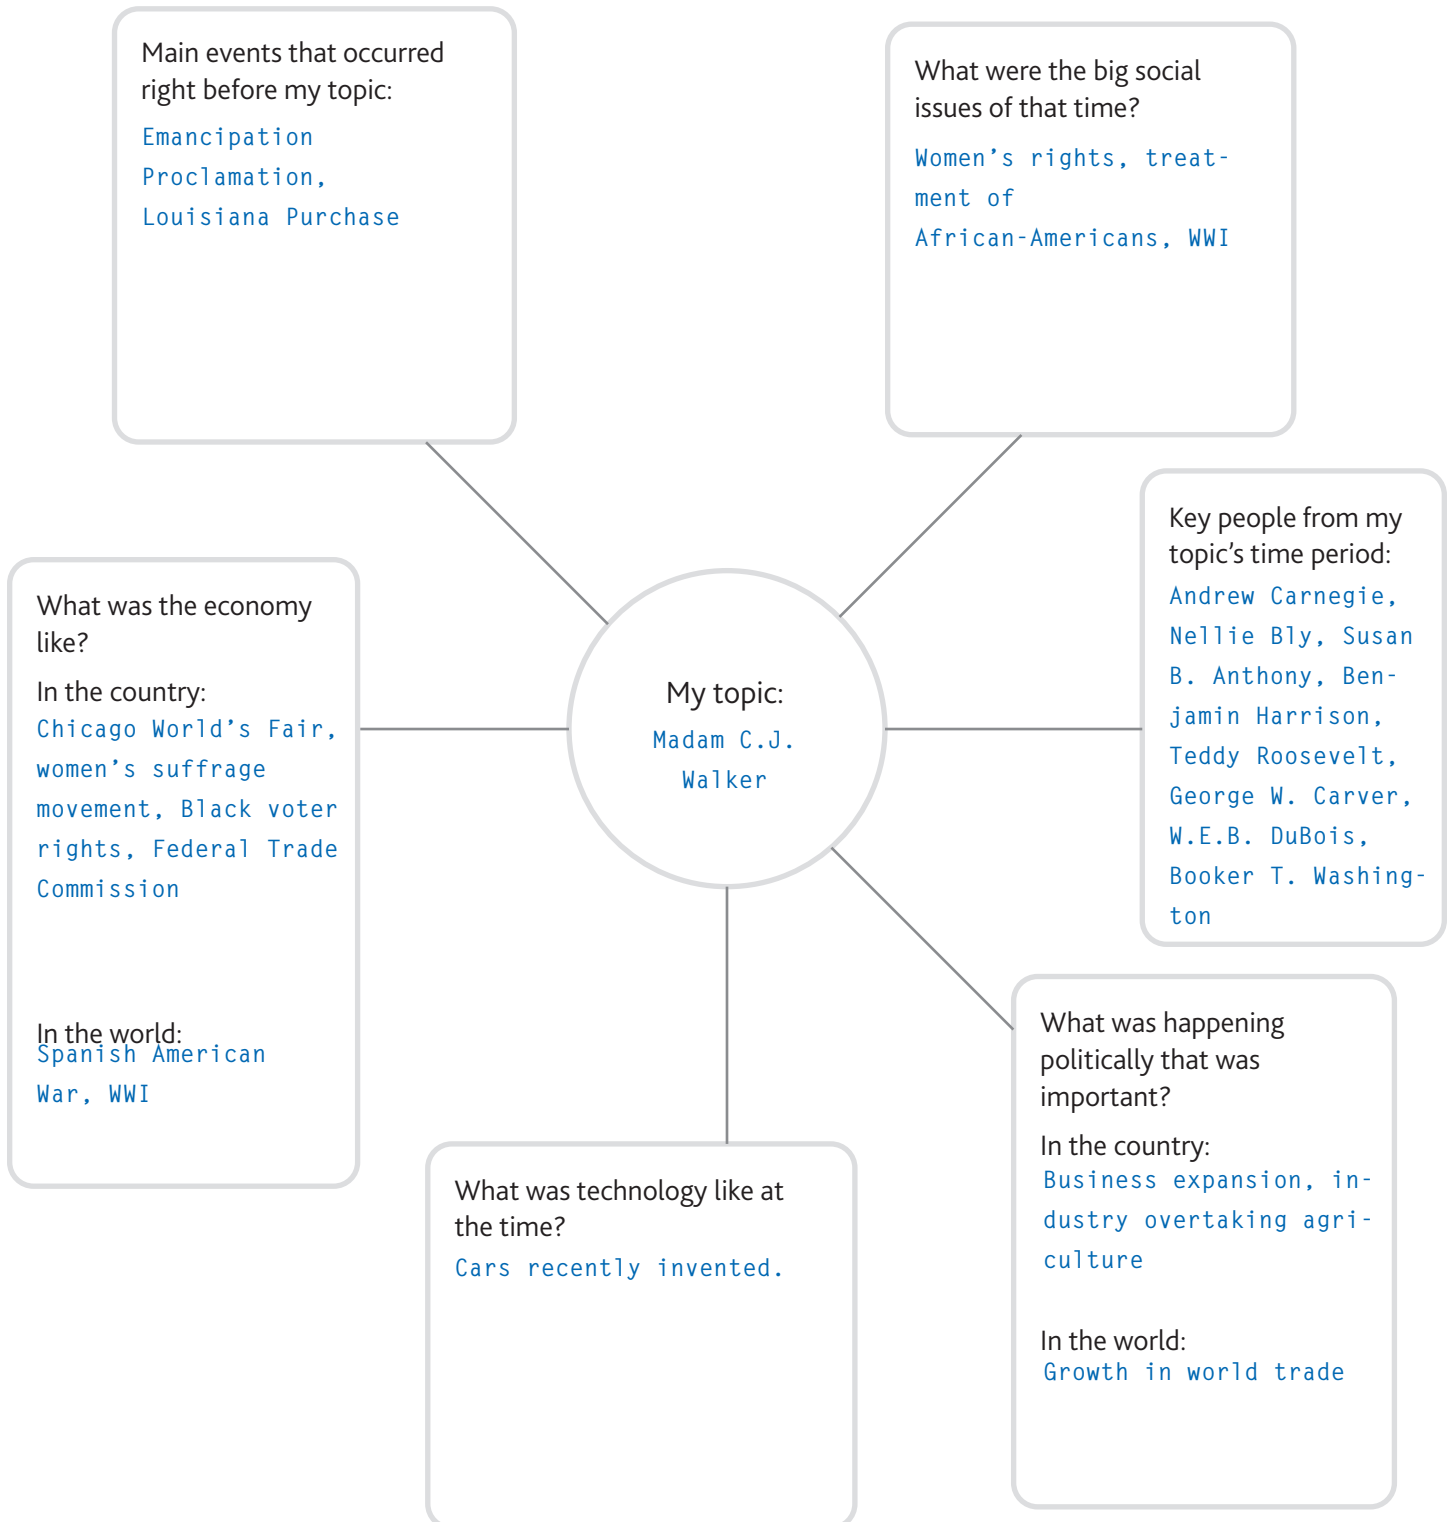 Main events that occurred
right before my topic:
Emancipation
Proclamation,
Louisiana Purchase
What were the big social
issues of that time?
Women’s rights, treat-
ment of
African-Americans, WWI
Key people from my
topic’s time period:
Andrew Carnegie,
Nellie Bly, Susan
B. Anthony, Ben-
jamin Harrison,
Teddy Roosevelt,
George W. Carver,
W.E.B. DuBois,
Booker T. Washing-
ton
What was the economy
like?
In the country:
Chicago World’s Fair,
women’s suffrage
movement, Black voter
rights, Federal Trade
Commission
In the world:
Spanish American
War, WWI
My topic:
Madam C.J.
Walker
What was happening
politically that was
important?
In the country:
Business expansion, in-
dustry overtaking agri-
culture
In the world:
Growth in world trade
What was technology like at
the time?
Cars recently invented.